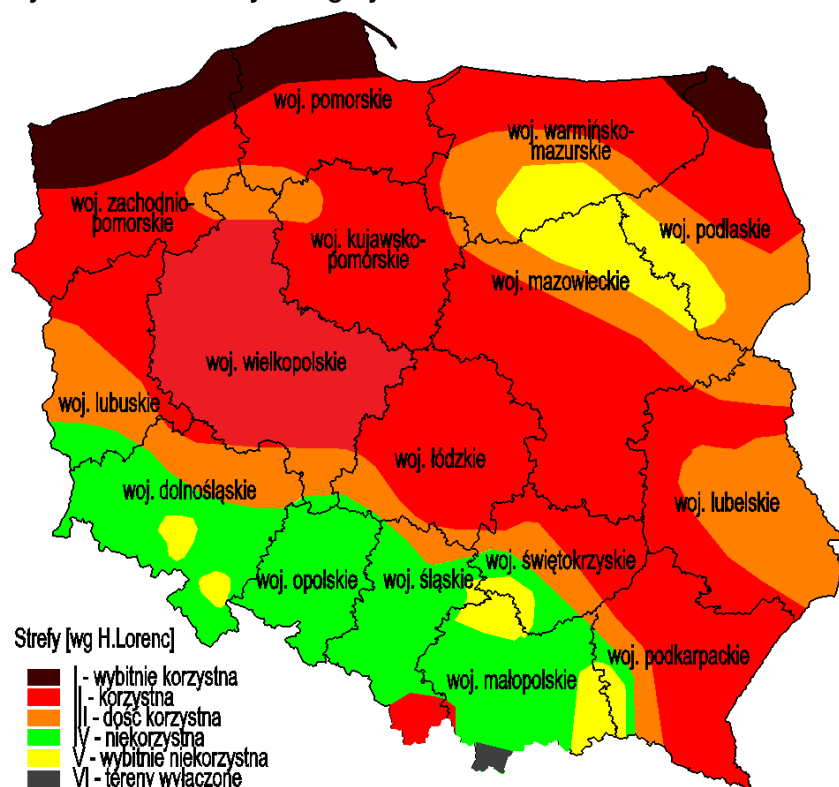 woj. pomorskie
woj. warmińsko-
mazurskie
woj. zachodnio-
pomorskie
woj. kujawsko-
pomorskie
woj. podlaskie
woj. mazowieckie
woj. wielkopolskie
woj. lubuskie
woj. łódzkie
woj. dolnośląskie
woj. lubelskie
woj. opolskie
woj. śląskie
woj. świętokrzyskie
woj. małopolskie
woj. podkarpackie
Strefy [wg H.Lorenc]
I - wybitnie korzystna
II - korzystna
III - dość korzystna
IV - niekorzystna
V - wybitnie niekorzystna
VI - tereny wyłączone